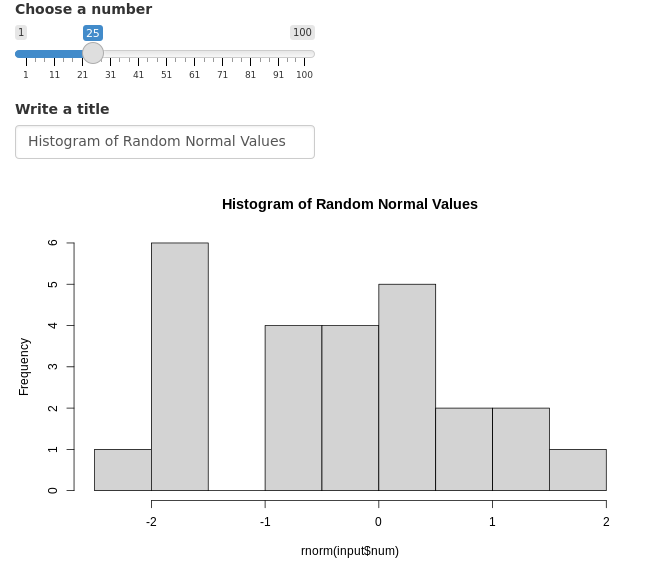 Choose a number
1 25 100
1 11 21 31 41 51 61 71 81 91 100
Write a title
Histogram of Random Normal Values
Histogram of Random Normal Values
6
5
4
3
2
1
0
Frequency
-2 -1 0 1 2
rnorm(input$num)